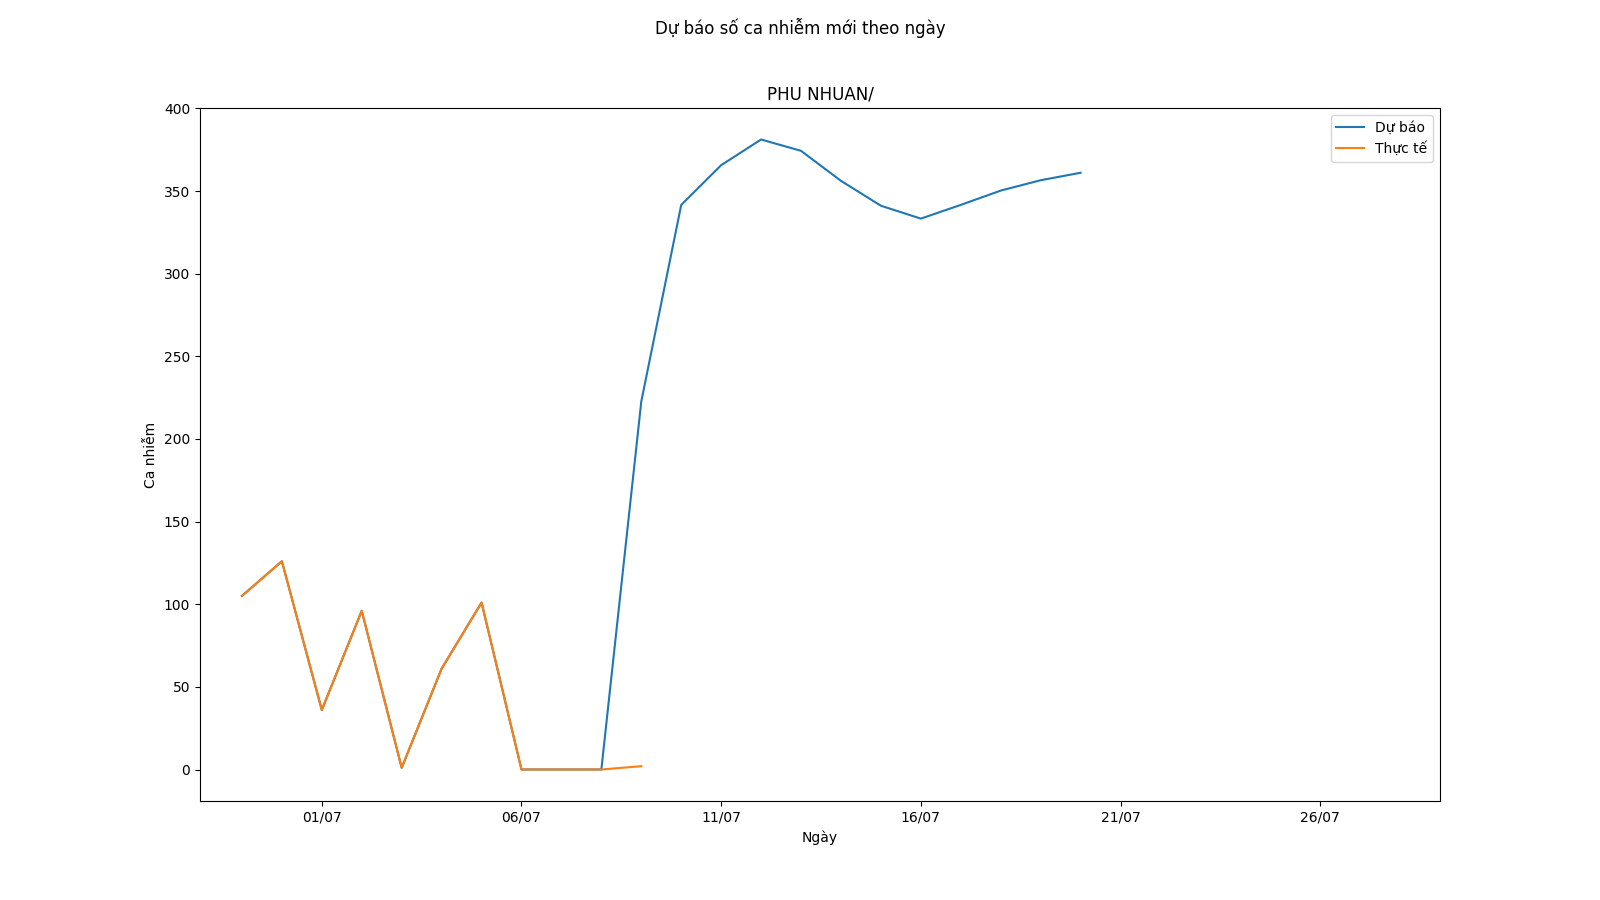 Dự báo số ca nhiễm mới theo ngày
PHU NHUAN/
400
350
300
250
200
150
100
50
0
Ca nhiễm
Dự báo
Thực tế
01/07
06/07
11/07
16/07
21/07
26/07
Ngày